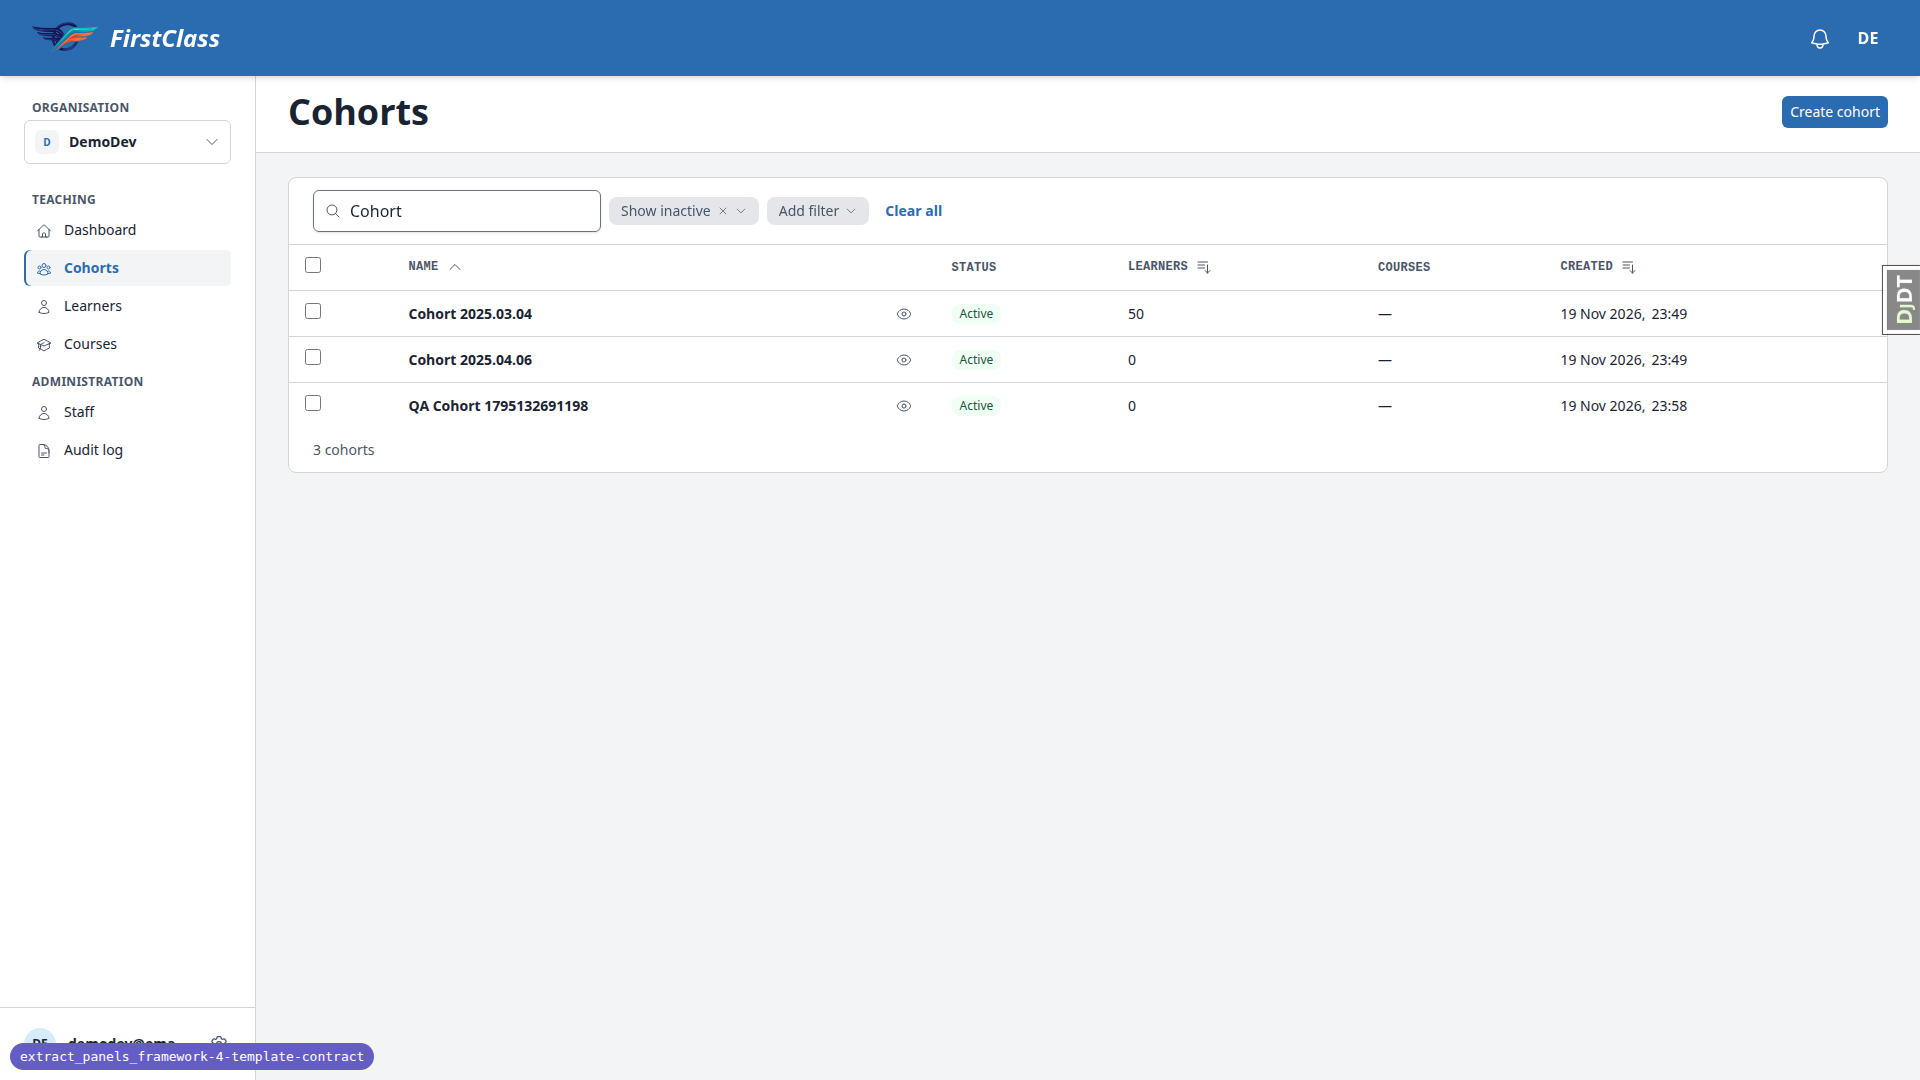 FirstClass
DE
ORGANISATION
D DemoDev
TEACHING
Dashboard
Cohorts
Learners
Courses
ADMINISTRATION
Staff
Audit log
Cohorts
Create cohort
Cohort
Show inactive
Add filter
Clear all
NAME STATUS LEARNERS COURSES CREATED
Cohort 2025.03.04 Active 50 — 19 Nov 2026, 23:49
Cohort 2025.04.06 Active 0 — 19 Nov 2026, 23:49
QA Cohort 1795132691198 Active 0 — 19 Nov 2026, 23:58
3 cohorts
DjDT
DE demodev@ema
extract_panels_framework-4-template-contract